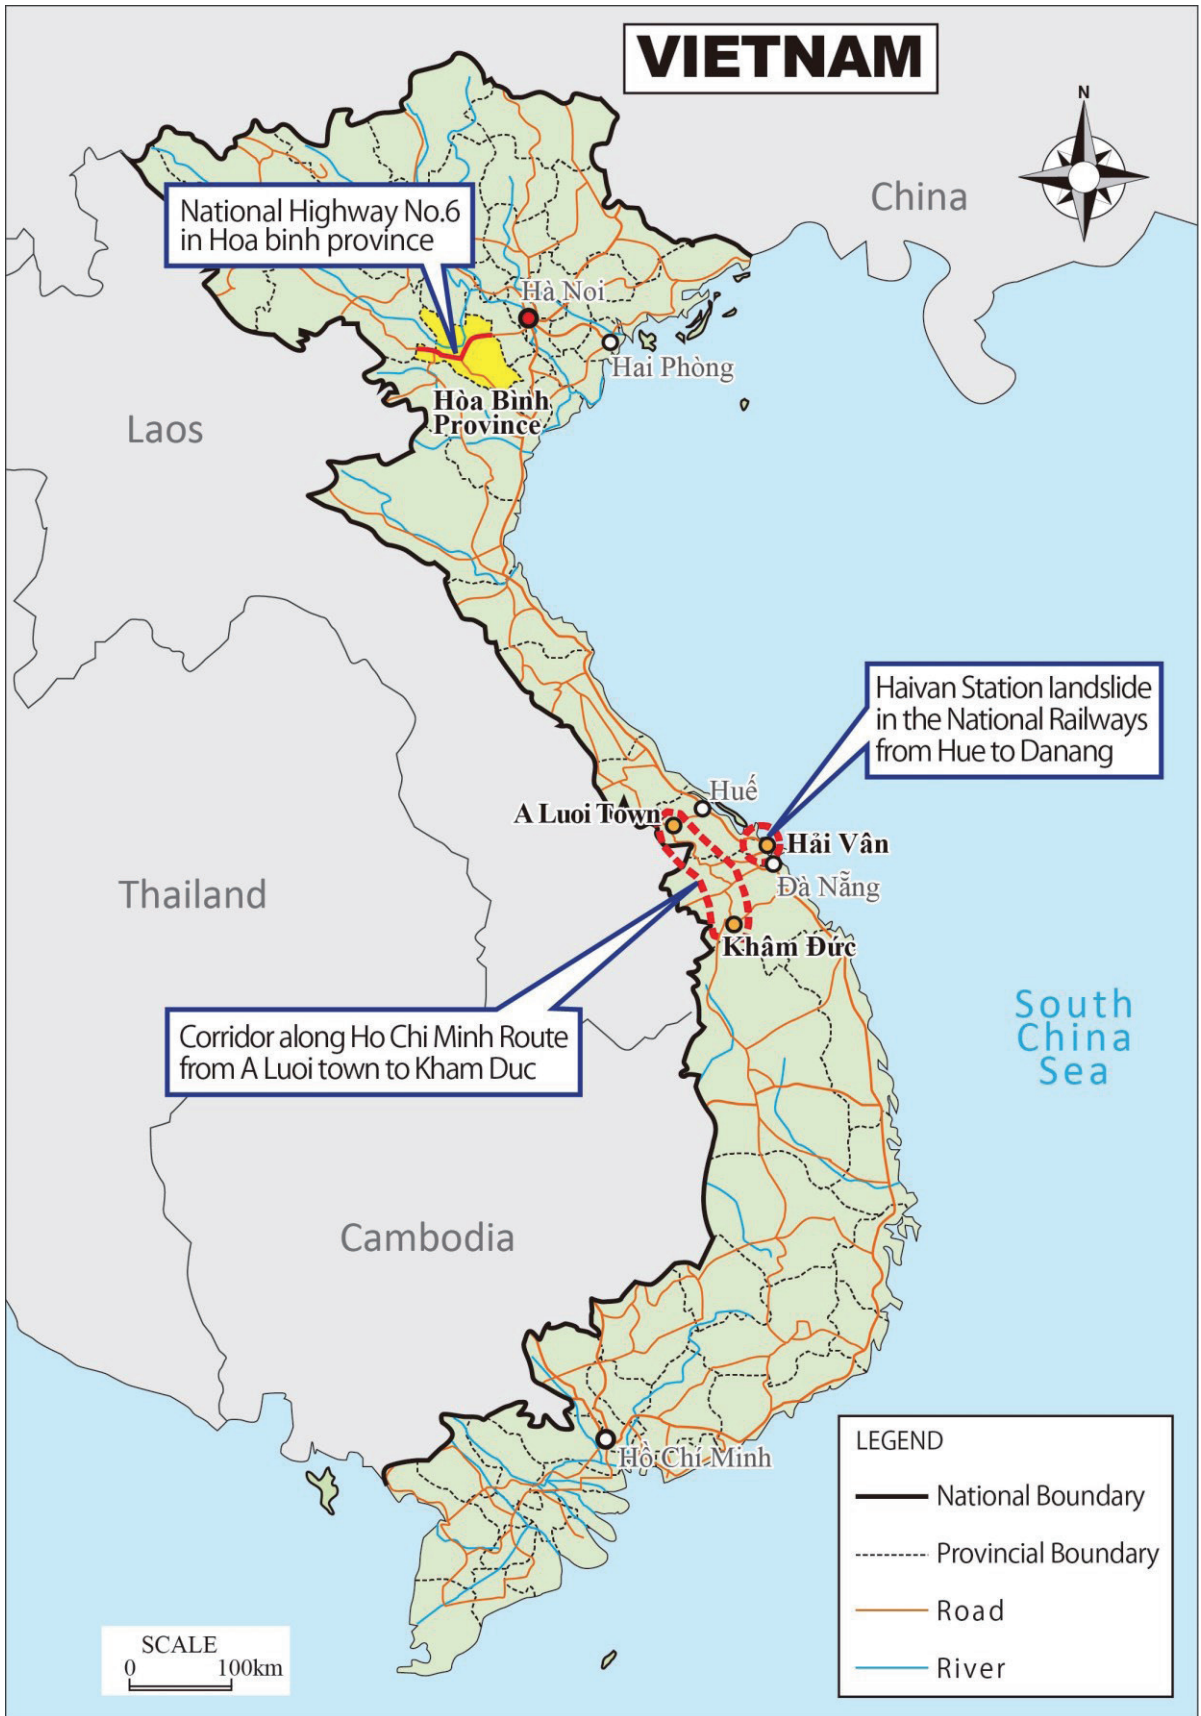 VIETNAM
N
China
National Highway No.6
in Hoa binh province
Hà Noi
Hai Phòng
Hòa Bình
Province
Laos
Haivan Station landslide
in the National Railways
from Hue to Danang
Huế
A Luoi Town
Hải Vân
Đà Nẵng
Thailand
Khâm Đức
South
China
Sea
Corridor along Ho Chi Minh Route
from A Luoi town to Kham Duc
Cambodia
Hồ Chí Minh
LEGEND
National Boundary
Provincial Boundary
Road
River
SCALE
0 100km